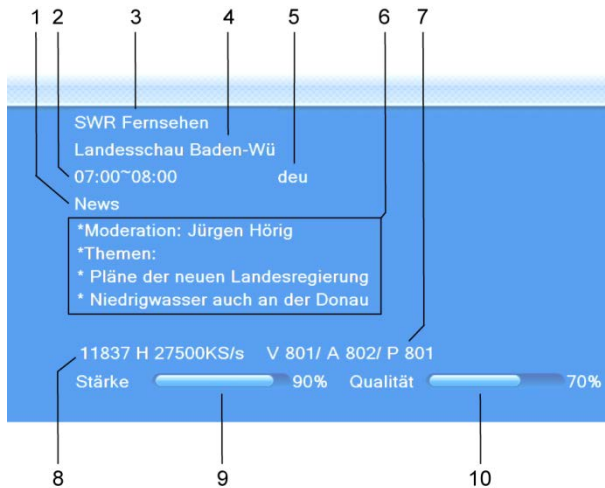 1 2 3 4 5 6 7
SWR Fernsehen
Landesschau Baden-Wü
07:00~08:00 deu
News
*Moderation: Jürgen Hörig
*Themen:
* Pläne der neuen Landesregierung
* Niedrigwasser auch an der Donau
11837 H 27500KS/s V 801/ A 802/ P 801
Stärke 90% Qualität 70%
8 9 10